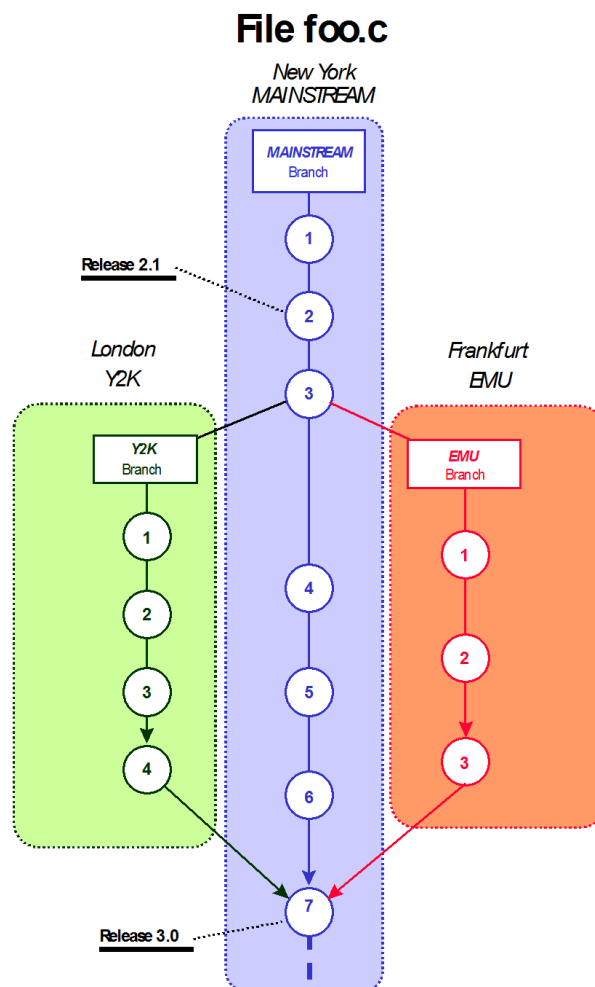 File foo.c
New York
MAINSTREAM
MAINSTREAM
Branch
1
Release 2.1
2
London
Y2K
Frankfurt
EMU
3
Y2K
Branch
EMU
Branch
1
1
2
4
2
3
5
3
4
6
7
Release 3.0